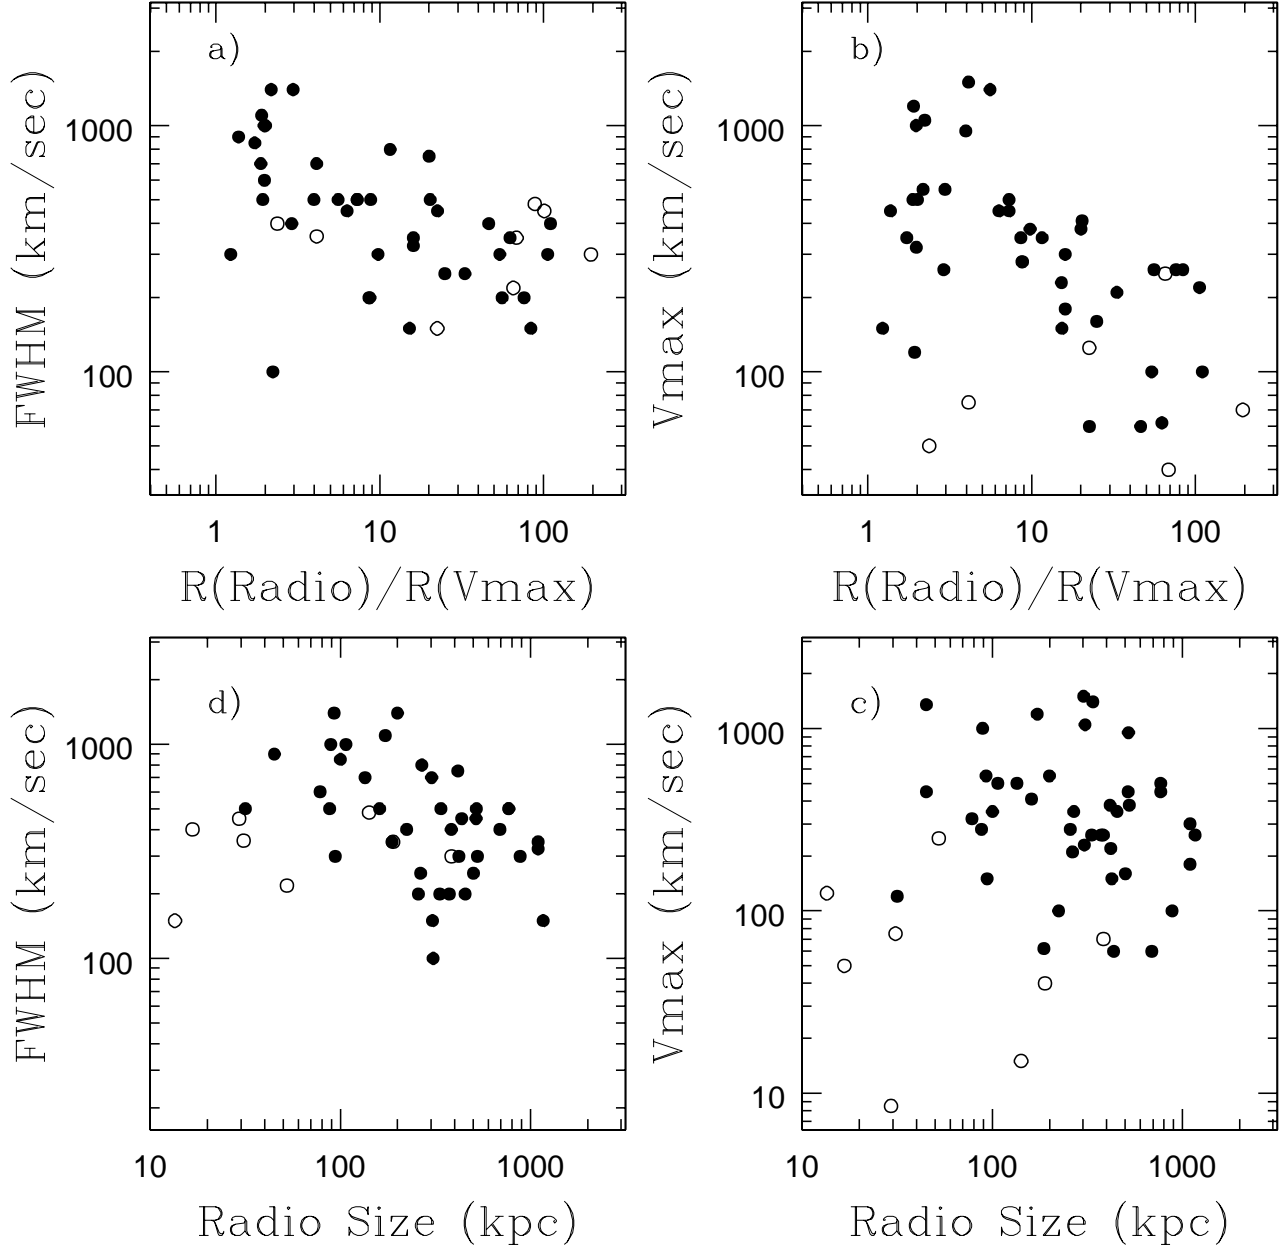 a)
FWHM (km/sec)
1000
100
1 10 100
R(Radio)/R(Vmax)
b)
Vmax (km/sec)
1000
100
1 10 100
R(Radio)/R(Vmax)
d)
FWHM (km/sec)
1000
100
10 100 1000
Radio Size (kpc)
c)
Vmax (km/sec)
1000
100
10
10 100 1000
Radio Size (kpc)